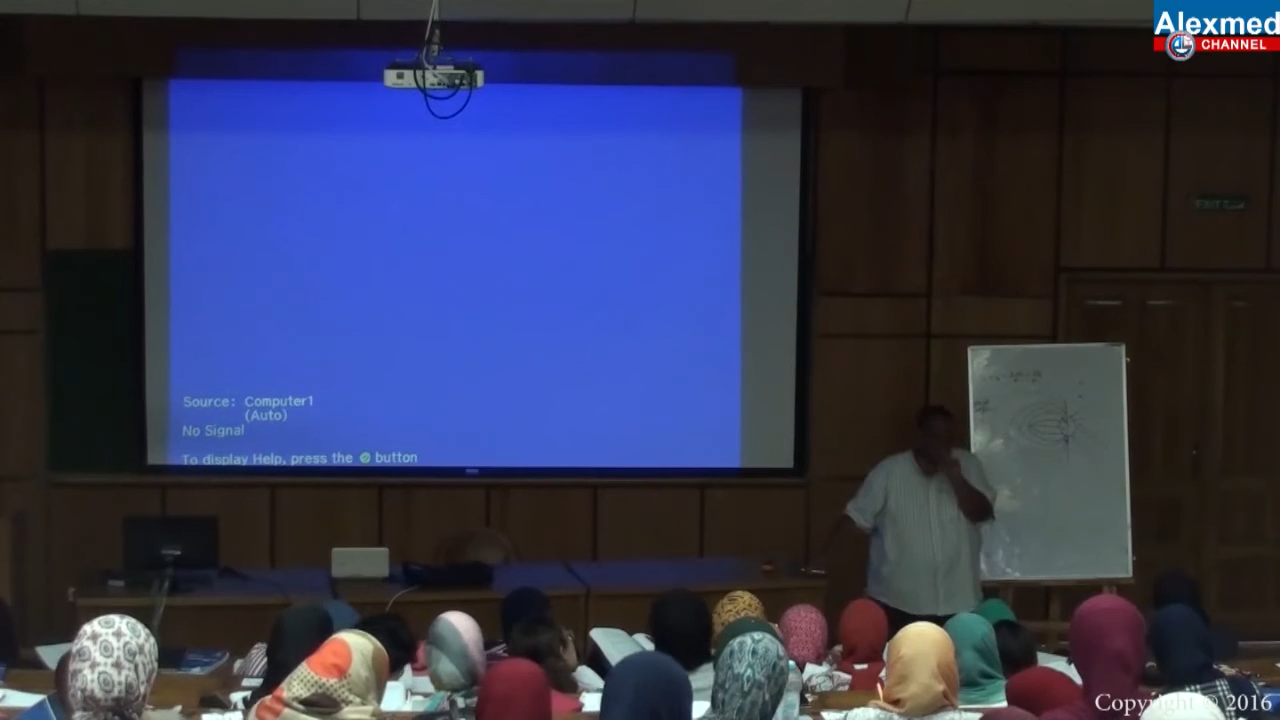 Alexmed
CHANNEL
Source: Computer1
(Auto)
No Signal
To display Help, press the button
Copyright © 2016